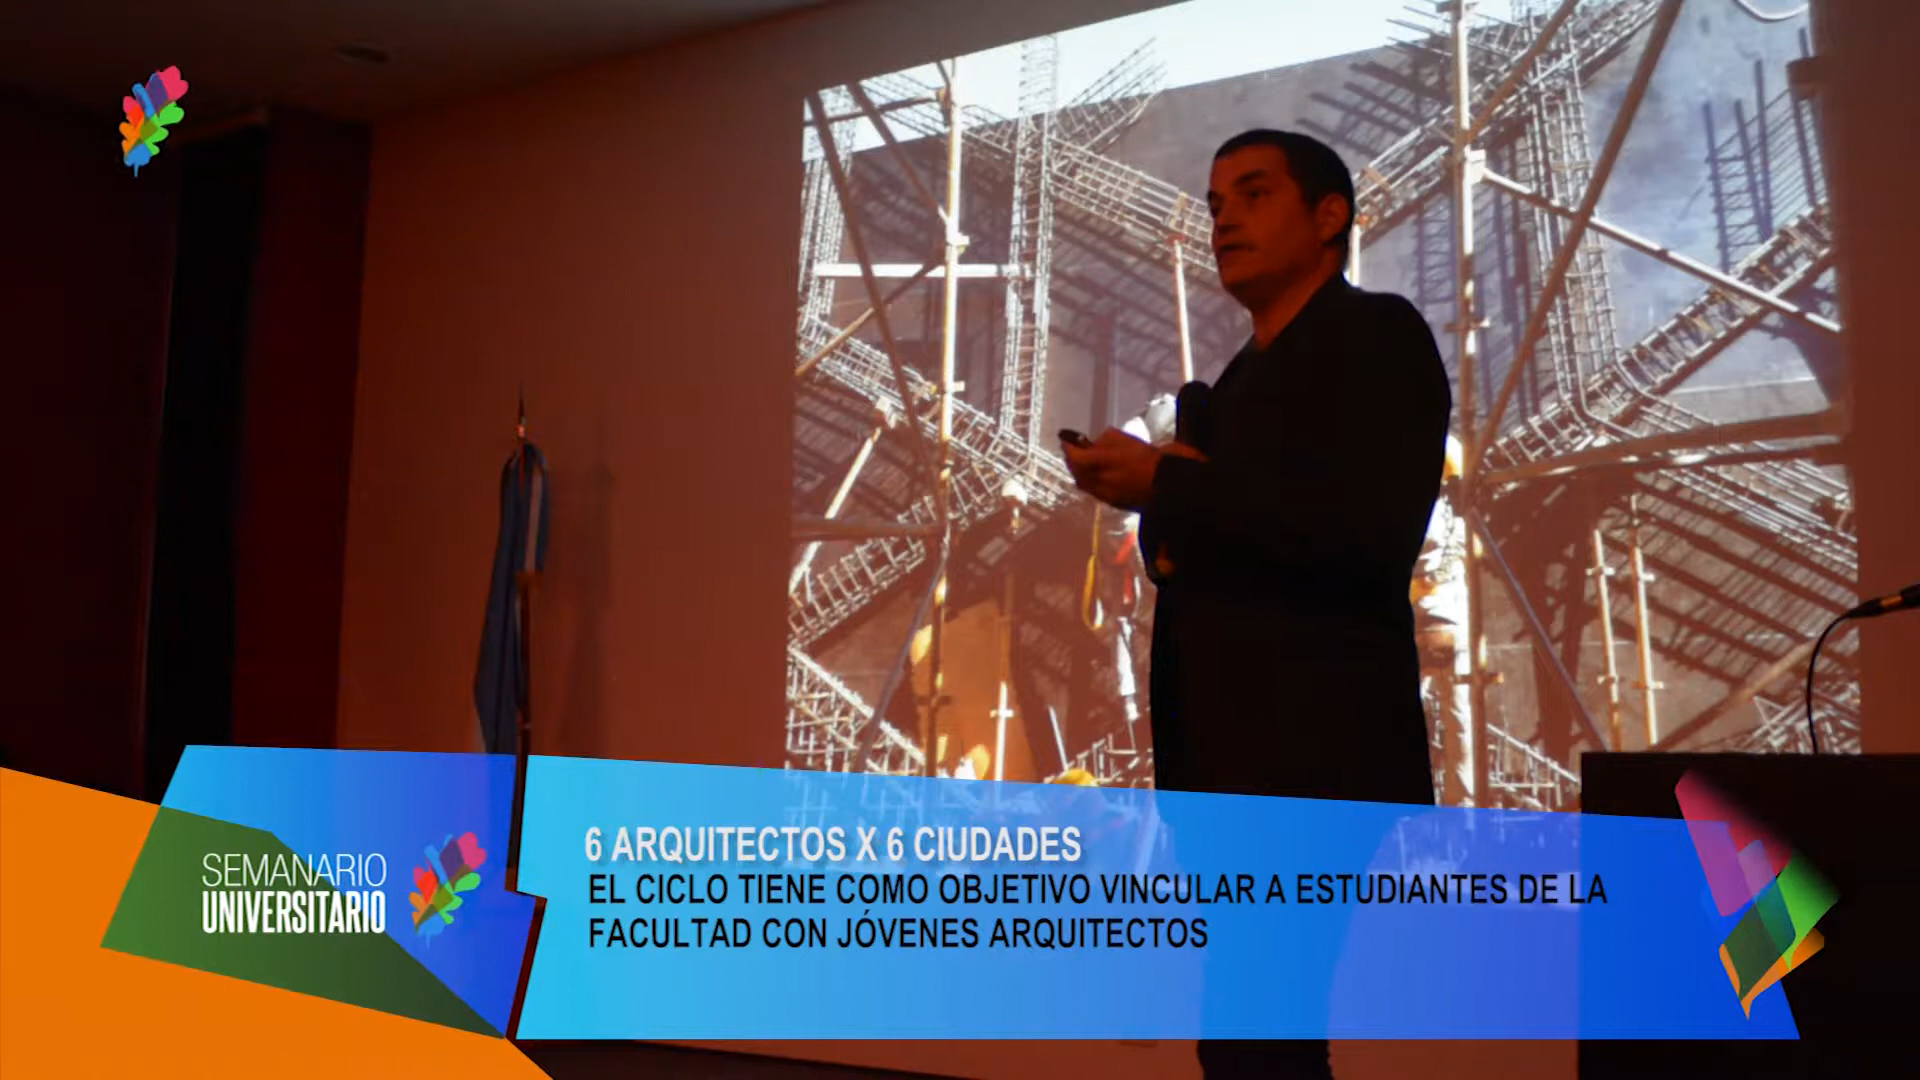 6 ARQUITECTOS X 6 CIUDADES
EL CICLO TIENE COMO OBJETIVO VINCULAR A ESTUDIANTES DE LA
FACULTAD CON JÓVENES ARQUITECTOS
SEMANARIO
UNIVERSITARIO